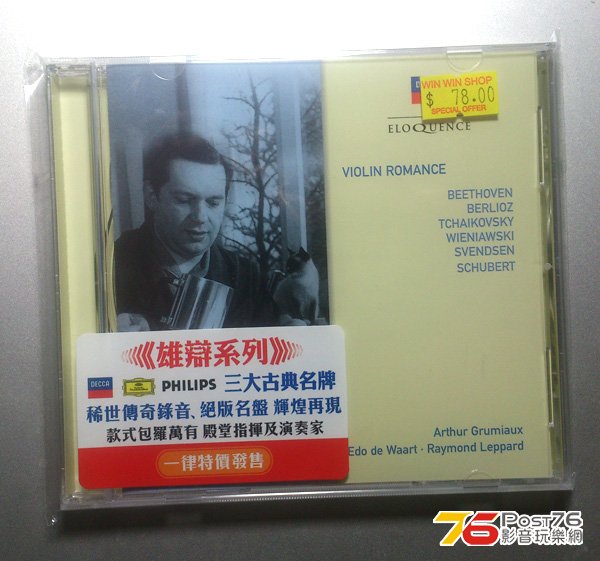 WIN WIN SHOP
$ 78.00
SPECIAL OFFER
ELOQUENCE
VIOLIN ROMANCE
BEETHOVEN
BERLIOZ
TCHAIKOVSKY
WIENIAWSKI
SVENDSEN
SCHUBERT
雄辯系列
DECCA PHILIPS 三大古典名牌
稀世傳奇錄音、絕版名盤 輝煌再現
款式包羅萬有 殿堂指揮及演奏家
一律特價發售
Arthur Grumiaux
Edo de Waart · Raymond Leppard
76 Post76
影音玩樂網